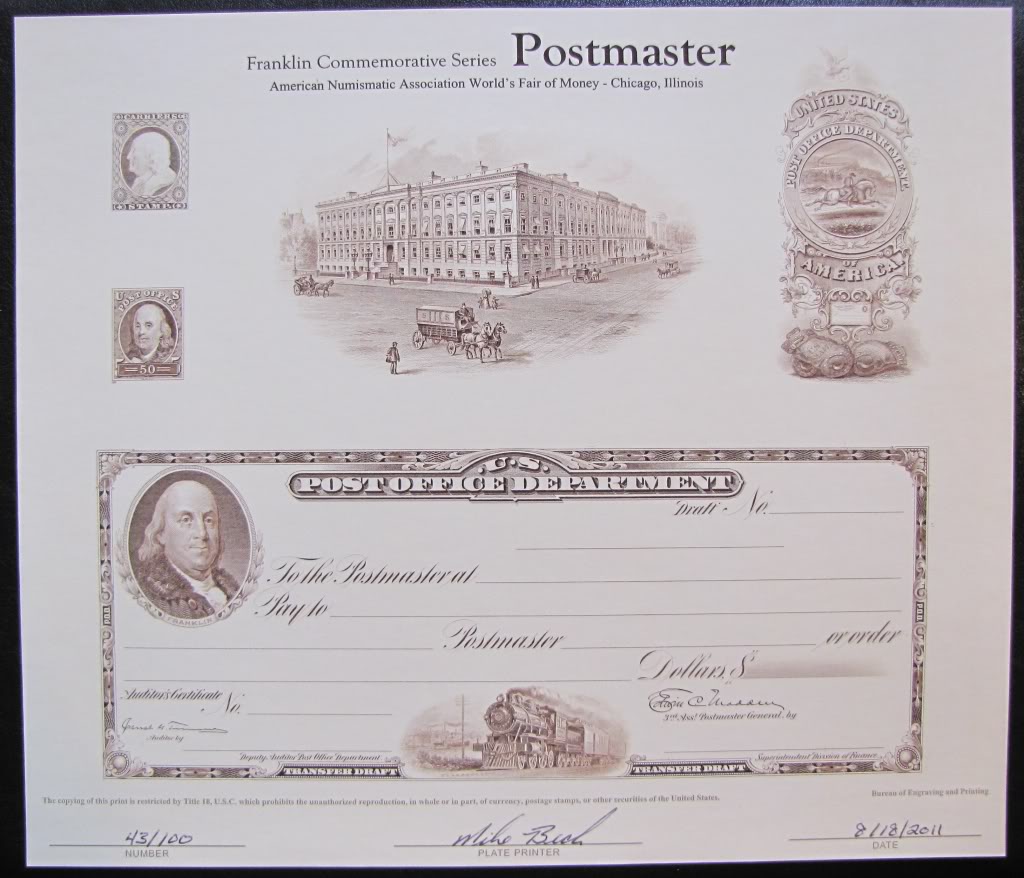 Franklin Commemorative Series Postmaster
American Numismatic Association World's Fair of Money - Chicago, Illinois
CARRIERS
STAMP
U S
POST OFFICE
50
UNITED STATES
POST OFFICE DEPARTMENT.
OF
AMERICA.
U.S.
POST OFFICE DEPARTMENT
Draft No.
FRANKLIN
To the Postmaster at
Pay to
Postmaster or order
Dollars, $
Auditor's Certificate
No.
Auditor by
3rd Asst Postmaster General, by
Deputy Auditor Post Office Department
Superintendent Division of Finance
TRANSFER DRAFT
TRANSFER DRAFT
The copying of this print is restricted by Title 18, U.S.C. which prohibits the unauthorized reproduction, in whole or in part, of currency, postage stamps, or other securities of the United States.
Bureau of Engraving and Printing
43/100
Mike
8/18/2011
NUMBER
PLATE PRINTER
DATE